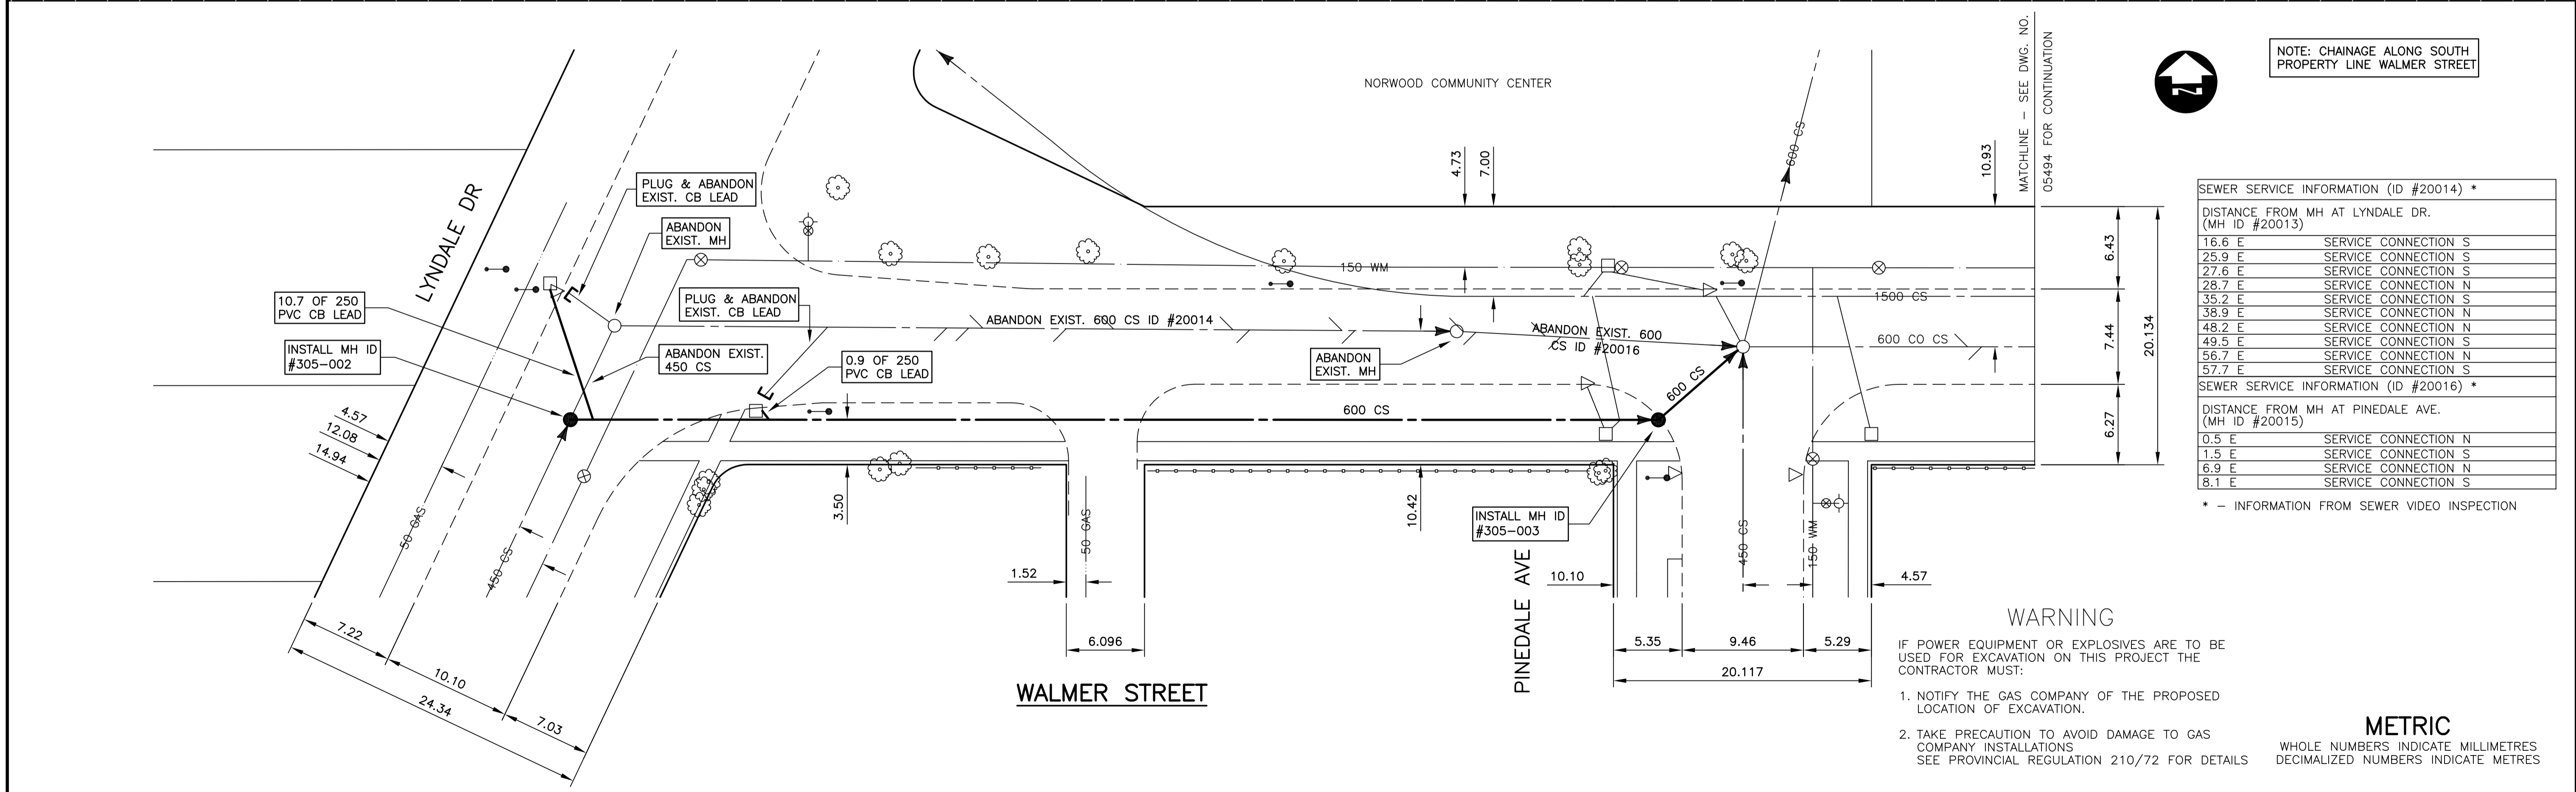 NORWOOD COMMUNITY CENTER
MATCHLINE – SEE DWG. NO.
05494 FOR CONTINUATION
N
NOTE: CHAINAGE ALONG SOUTH
PROPERTY LINE WALMER STREET
LYNDALE DR
PLUG & ABANDON
EXIST. CB LEAD
ABANDON
EXIST. MH
PLUG & ABANDON
EXIST. CB LEAD
10.7 OF 250
PVC CB LEAD
INSTALL MH ID
#305-002
ABANDON EXIST.
450 CS
0.9 OF 250
PVC CB LEAD
ABANDON EXIST. 600 CS ID #20014
150 WM
4.73
7.00
10.93
600 CS
1500 CS
ABANDON EXIST. 600
CS ID #20016
600 CO CS
ABANDON
EXIST. MH
600 CS
600 CS
6.43
7.44
6.27
20.134
4.57
12.08
14.94
50 GAS
450 CS
3.50
50 GAS
10.42
INSTALL MH ID
#305-003
450 CS
150 WM
1.52
10.10
4.57
PINEDALE AVE
7.22
10.10
24.34
7.03
6.096
5.35
9.46
5.29
20.117
WALMER STREET
SEWER SERVICE INFORMATION (ID #20014) *
DISTANCE FROM MH AT LYNDALE DR.
(MH ID #20013)
16.6 E SERVICE CONNECTION S
25.9 E SERVICE CONNECTION S
27.6 E SERVICE CONNECTION S
28.7 E SERVICE CONNECTION N
35.2 E SERVICE CONNECTION S
38.9 E SERVICE CONNECTION N
48.2 E SERVICE CONNECTION N
49.5 E SERVICE CONNECTION S
56.7 E SERVICE CONNECTION N
57.7 E SERVICE CONNECTION S
SEWER SERVICE INFORMATION (ID #20016) *
DISTANCE FROM MH AT PINEDALE AVE.
(MH ID #20015)
0.5 E SERVICE CONNECTION N
1.5 E SERVICE CONNECTION S
6.9 E SERVICE CONNECTION N
8.1 E SERVICE CONNECTION S
* – INFORMATION FROM SEWER VIDEO INSPECTION
WARNING
IF POWER EQUIPMENT OR EXPLOSIVES ARE TO BE
USED FOR EXCAVATION ON THIS PROJECT THE
CONTRACTOR MUST:
1. NOTIFY THE GAS COMPANY OF THE PROPOSED
LOCATION OF EXCAVATION.
2. TAKE PRECAUTION TO AVOID DAMAGE TO GAS
COMPANY INSTALLATIONS
SEE PROVINCIAL REGULATION 210/72 FOR DETAILS
METRIC
WHOLE NUMBERS INDICATE MILLIMETRES
DECIMALIZED NUMBERS INDICATE METRES